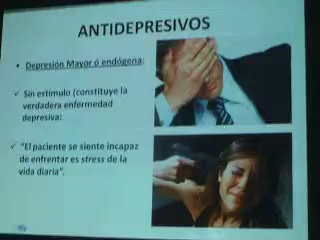 ANTIDEPRESIVOS
• Depresión Mayor ó endógena:
✓ Sin estimulo (constituye la
verdadera enfermedad
depresiva:
✓ "El paciente se siente incapaz
de enfrentar es stress de la
vida diaria",